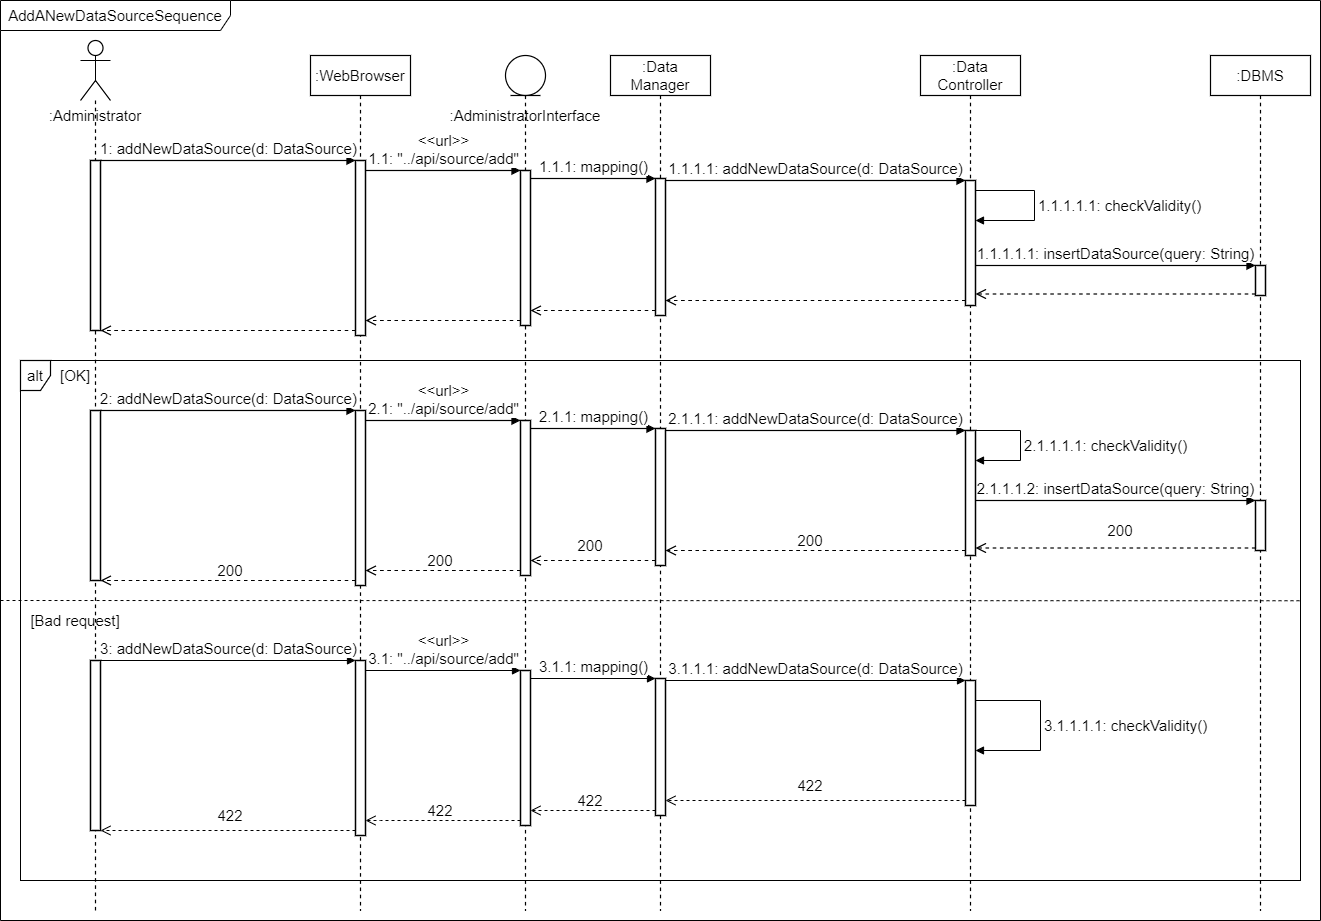 AddANewDataSourceSequence
:Administrator
:WebBrowser
:AdministratorInterface
:Data
Manager
:Data
Controller
:DBMS
1: addNewDataSource(d: DataSource)
<<url>>
1.1: "../api/source/add"
1.1.1: mapping()
1.1.1.1: addNewDataSource(d: DataSource)
1.1.1.1.1: checkValidity()
1.1.1.1.1: insertDataSource(query: String)
alt
[OK]
2: addNewDataSource(d: DataSource)
<<url>>
2.1: "../api/source/add"
2.1.1: mapping()
2.1.1.1: addNewDataSource(d: DataSource)
2.1.1.1.1: checkValidity()
2.1.1.1.2: insertDataSource(query: String)
200
200
200
200
200
[Bad request]
3: addNewDataSource(d: DataSource)
<<url>>
3.1: "../api/source/add"
3.1.1: mapping()
3.1.1.1: addNewDataSource(d: DataSource)
3.1.1.1.1: checkValidity()
422
422
422
422